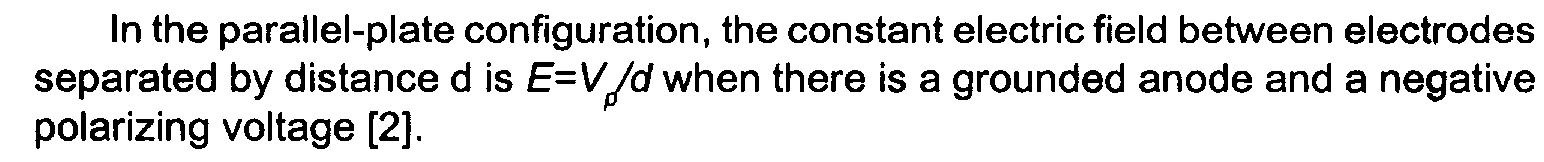 In the parallel-plate configuration, the constant electric field between electrodes
separated by distance d is E=Vp/d when there is a grounded anode and a negative
polarizing voltage [2].